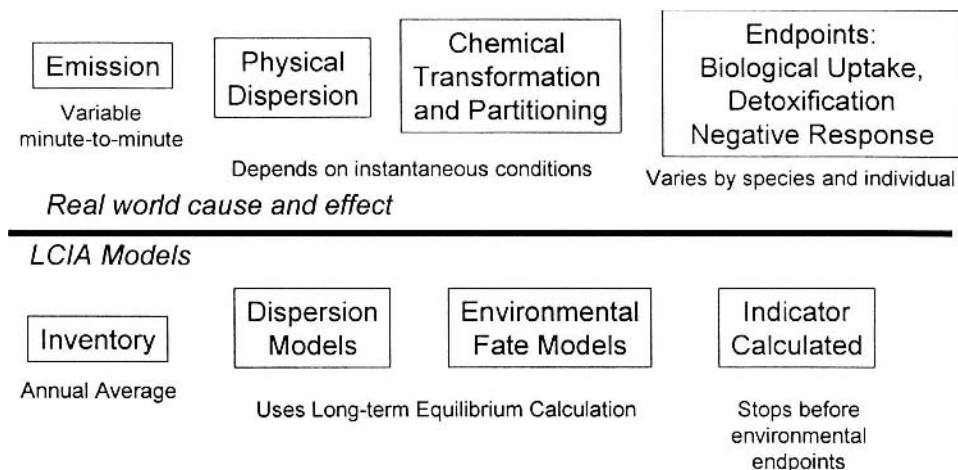 Emission
Variable
minute-to-minute
Physical
Dispersion
Chemical
Transformation
and Partitioning
Depends on instantaneous conditions
Endpoints:
Biological Uptake,
Detoxification
Negative Response
Varies by species and individual
Real world cause and effect
LCIA Models
Inventory
Annual Average
Dispersion
Models
Environmental
Fate Models
Uses Long-term Equilibrium Calculation
Indicator
Calculated
Stops before
environmental
endpoints